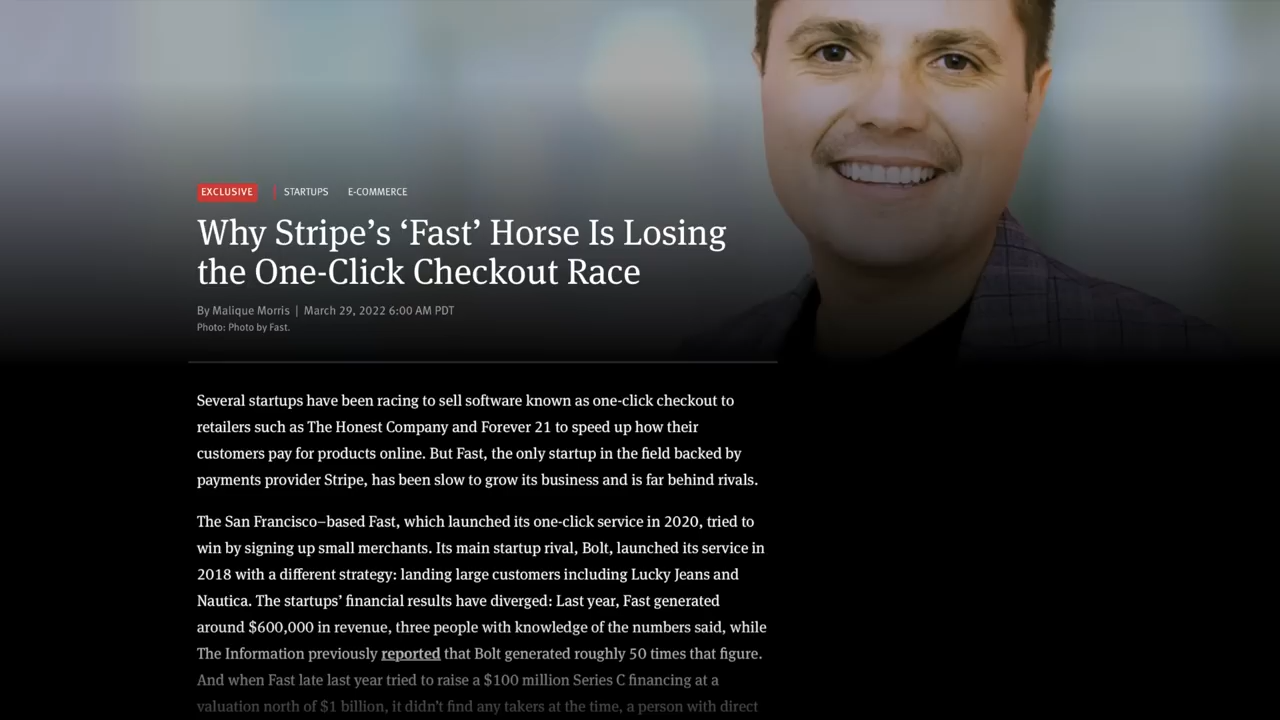 EXCLUSIVE | STARTUPS E-COMMERCE
Why Stripe’s ‘Fast’ Horse Is Losing
the One-Click Checkout Race
By Malique Morris | March 29, 2022 6:00 AM PDT
Photo: Photo by Fast.
Several startups have been racing to sell software known as one-click checkout to
retailers such as The Honest Company and Forever 21 to speed up how their
customers pay for products online. But Fast, the only startup in the field backed by
payments provider Stripe, has been slow to grow its business and is far behind rivals.
The San Francisco–based Fast, which launched its one-click service in 2020, tried to
win by signing up small merchants. Its main startup rival, Bolt, launched its service in
2018 with a different strategy: landing large customers including Lucky Jeans and
Nautica. The startups’ financial results have diverged: Last year, Fast generated
around $600,000 in revenue, three people with knowledge of the numbers said, while
The Information previously reported that Bolt generated roughly 50 times that figure.
And when Fast late last year tried to raise a $100 million Series C financing at a
valuation north of $1 billion, it didn't find any takers at the time, a person with direct